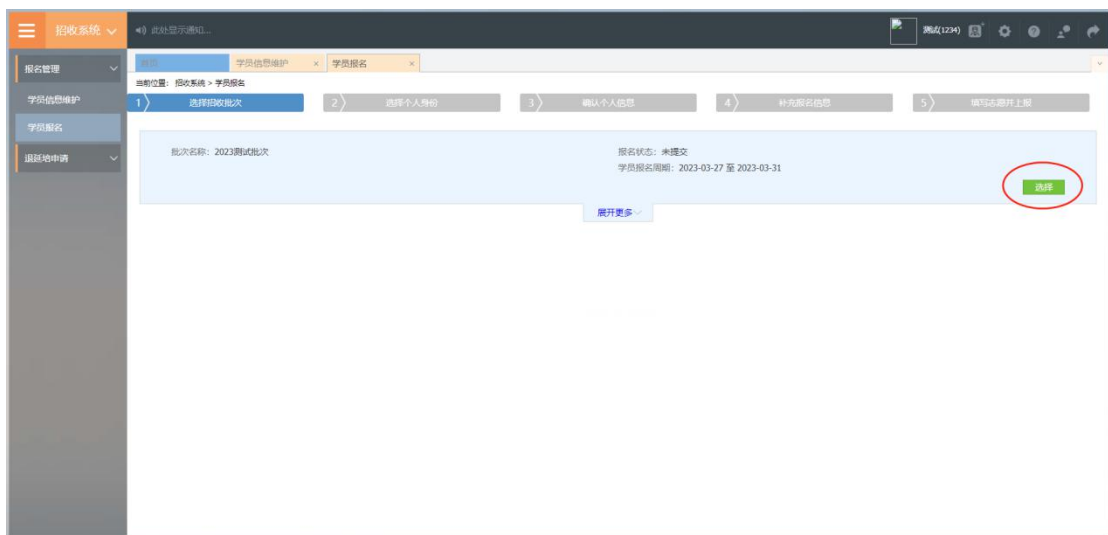 招收系统
此处显示通知...
测试(1234)
报名管理
学员信息维护
学员报名
退延培申请
首页
学员信息维护 ×
学员报名 ×
当前位置： 招收系统 > 学员报名
1 选择招收批次
2 选择个人身份
3 确认个人信息
4 补充报名信息
5 填写志愿并上报
批次名称：2023测试批次
报名状态：未提交
学员报名周期：2023-03-27 至 2023-03-31
选择
展开更多